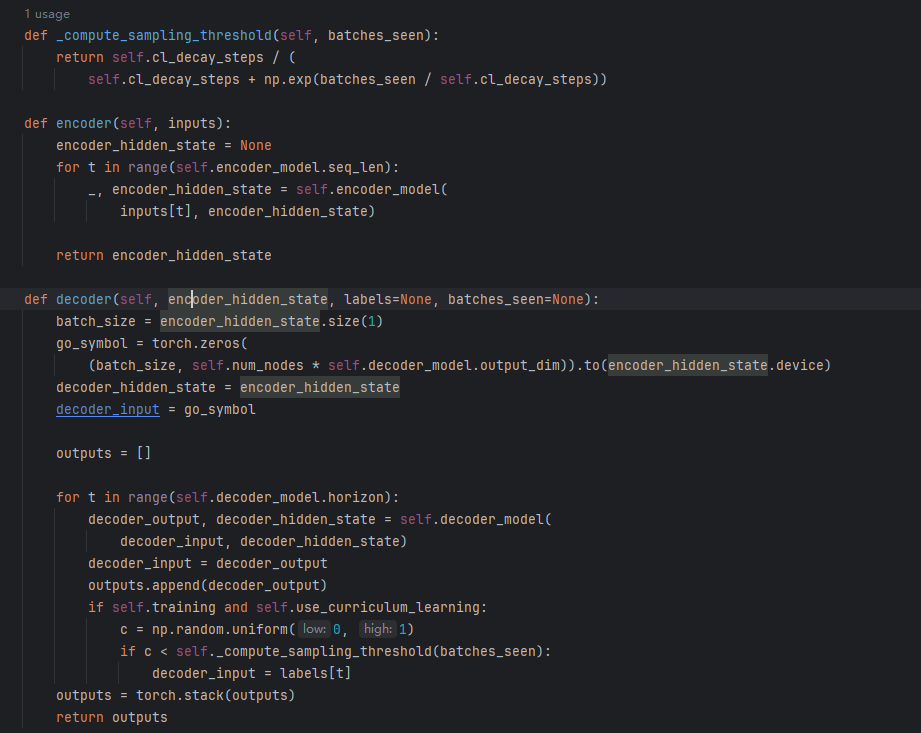 1 usage
def _compute_sampling_threshold(self, batches_seen):
    return self.cl_decay_steps / (
        self.cl_decay_steps + np.exp(batches_seen / self.cl_decay_steps))

def encoder(self, inputs):
    encoder_hidden_state = None
    for t in range(self.encoder_model.seq_len):
        _, encoder_hidden_state = self.encoder_model(
            inputs[t], encoder_hidden_state)

    return encoder_hidden_state

def decoder(self, encoder_hidden_state, labels=None, batches_seen=None):
    batch_size = encoder_hidden_state.size(1)
    go_symbol = torch.zeros(
        (batch_size, self.num_nodes * self.decoder_model.output_dim)).to(encoder_hidden_state.device)
    decoder_hidden_state = encoder_hidden_state
    decoder_input = go_symbol

    outputs = []

    for t in range(self.decoder_model.horizon):
        decoder_output, decoder_hidden_state = self.decoder_model(
            decoder_input, decoder_hidden_state)
        decoder_input = decoder_output
        outputs.append(decoder_output)
        if self.training and self.use_curriculum_learning:
            c = np.random.uniform( low: 0,  high: 1)
            if c < self._compute_sampling_threshold(batches_seen):
                decoder_input = labels[t]
    outputs = torch.stack(outputs)
    return outputs